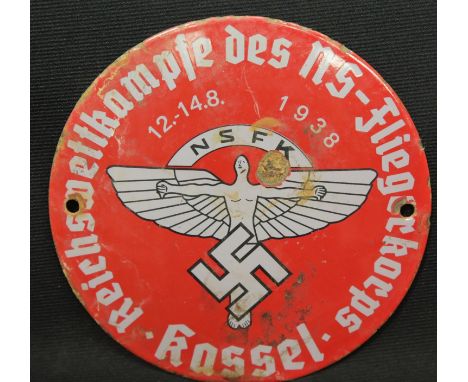 Reichswettkämpfe des NS-Fliegerkorps
12.-14.8. 1938
NSFK
· Kassel ·